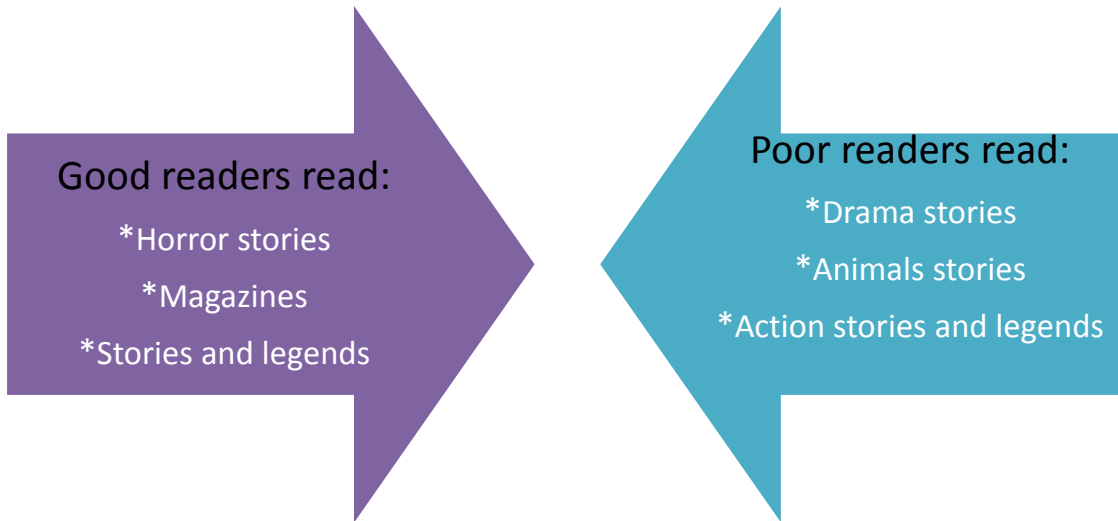 Good readers read:
*Horror stories
*Magazines
*Stories and legends
Poor readers read:
*Drama stories
*Animals stories
*Action stories and legends